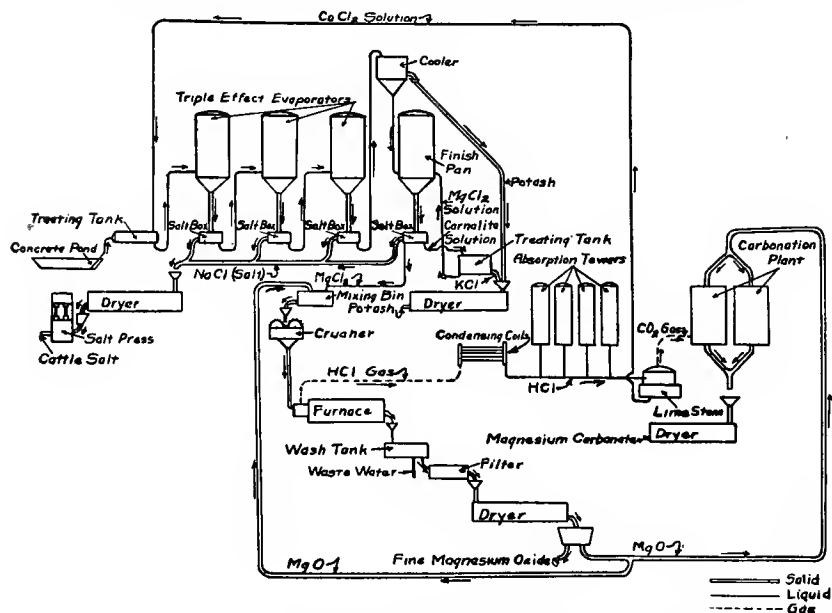 CaCl2 Solution
Cooler
Triple Effect Evaporators
Finish
Pan
Potash
MgCl2
Solution
Carnalite
Solution
Treating Tank
Salt Box
Salt Box
Salt Box
Salt Box
Treating Tank
Concrete Pond
Absorption Towers
Carbonation
Plant
NaCl (Salt)
MgCl2
KCl
Mixing Bin
Potash
Dryer
Dryer
CO2 Gas
Salt Press
Crusher
Condensing Coils
Cattle Salt
HCl Gas
HCl
Lime Stone
Furnace
Magnesium Carbonate
Dryer
Wash Tank
Filter
Waste Water
Dryer
MgO
Fine Magnesium Oxide
MgO
Solid
Liquid
Gas